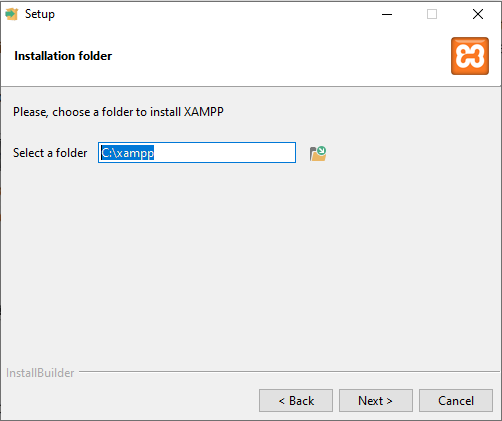 Setup
Installation folder
Please, choose a folder to install XAMPP
Select a folder C:\xampp
InstallBuilder
< Back Next > Cancel